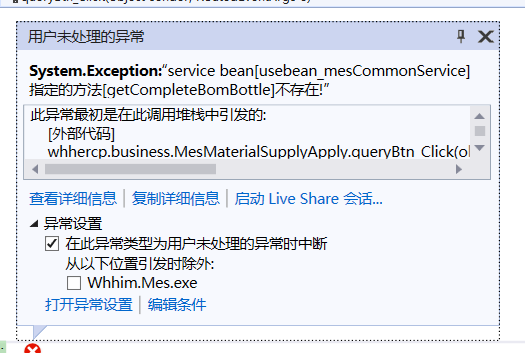 用户未处理的异常
System.Exception:“service bean[usebean_mesCommonService]
指定的方法[getCompleteBomBottle]不存在!”
此异常最初是在此调用堆栈中引发的:
[外部代码]
whhercp.business.MesMaterialSupplyApply.queryBtn_Click(ol
查看详细信息 | 复制详细信息 | 启动 Live Share 会话...
异常设置
在此异常类型为用户未处理的异常时中断
从以下位置引发时除外:
Whhim.Mes.exe
打开异常设置 | 编辑条件